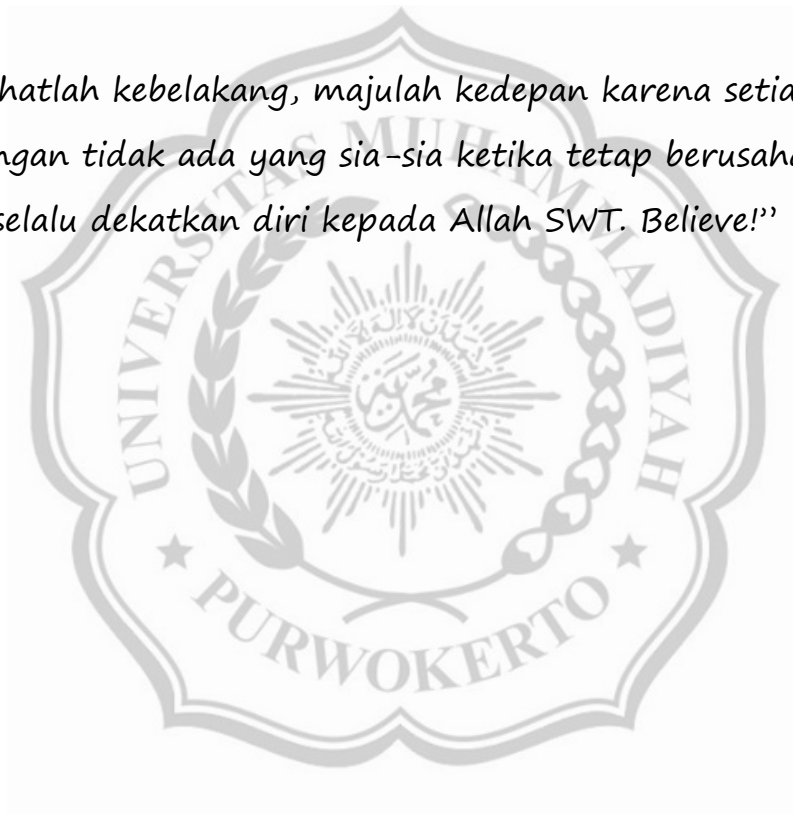 hatlah kebelakang, majulah kedepan karena setia
ngan tidak ada yang sia-sia ketika tetap berusaha
selalu dekatkan diri kepada Allah SWT. Believe!”
UNIVERSITAS MUHAMMADIYAH
PURWOKERTO
محمدية